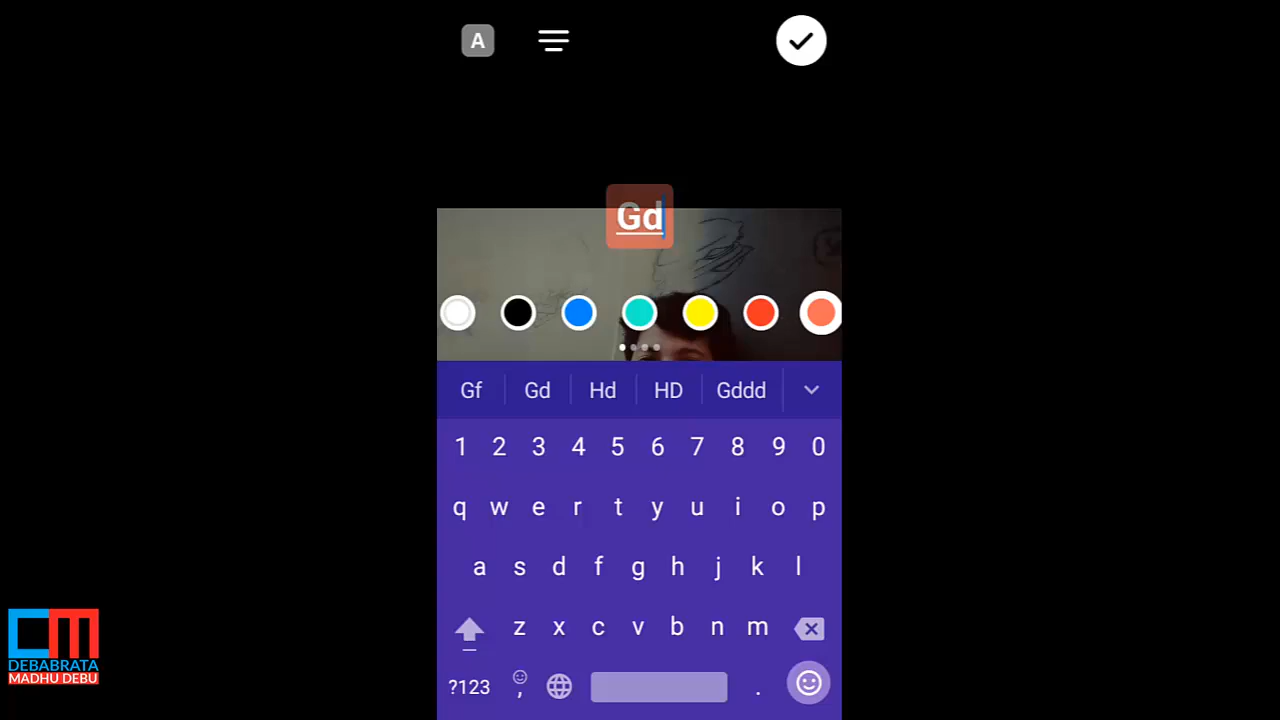 A
Gd
Gf Gd Hd HD Gddd
1 2 3 4 5 6 7 8 9 0
q w e r t y u i o p
a s d f g h j k l
z x c v b n m
?123 , .
DEBABRATA
MADHU DEBU